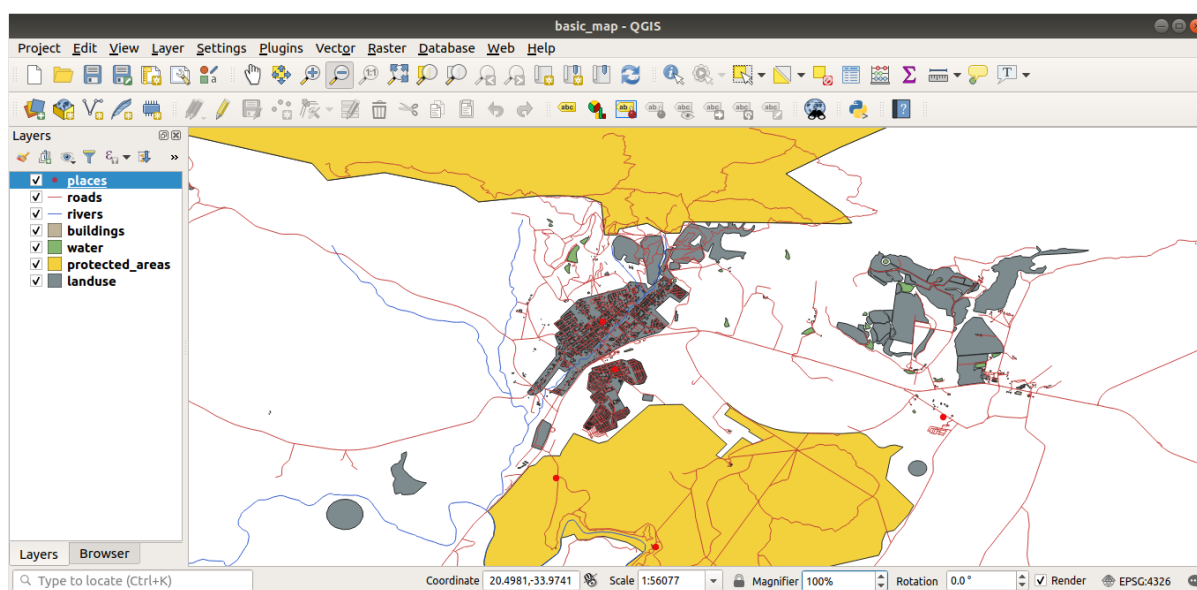 basic_map - QGIS
Project Edit View Layer Settings Plugins Vector Raster Database Web Help
Layers
places
roads
rivers
buildings
water
protected_areas
landuse
Layers Browser
Type to locate (Ctrl+K) Coordinate 20.4981,-33.9741 Scale 1:56077 Magnifier 100% Rotation 0.0 ° Render EPSG:4326